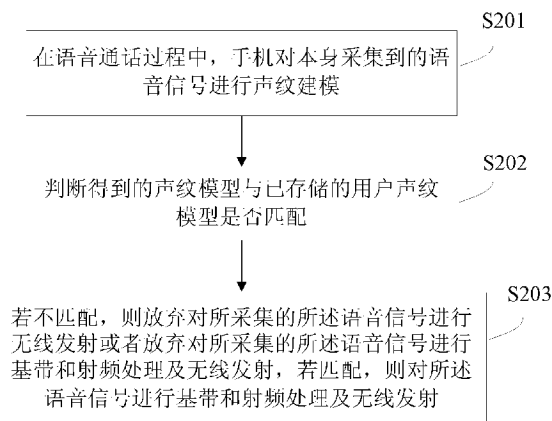 S201
在语音通话过程中，手机对本身采集到的语
音信号进行声纹建模
S202
判断得到的声纹模型与已存储的用户声纹
模型是否匹配
S203
若不匹配，则放弃对所采集的所述语音信号进行
无线发射或者放弃对所采集的所述语音信号进行
基带和射频处理及无线发射，若匹配，则对所述
语音信号进行基带和射频处理及无线发射